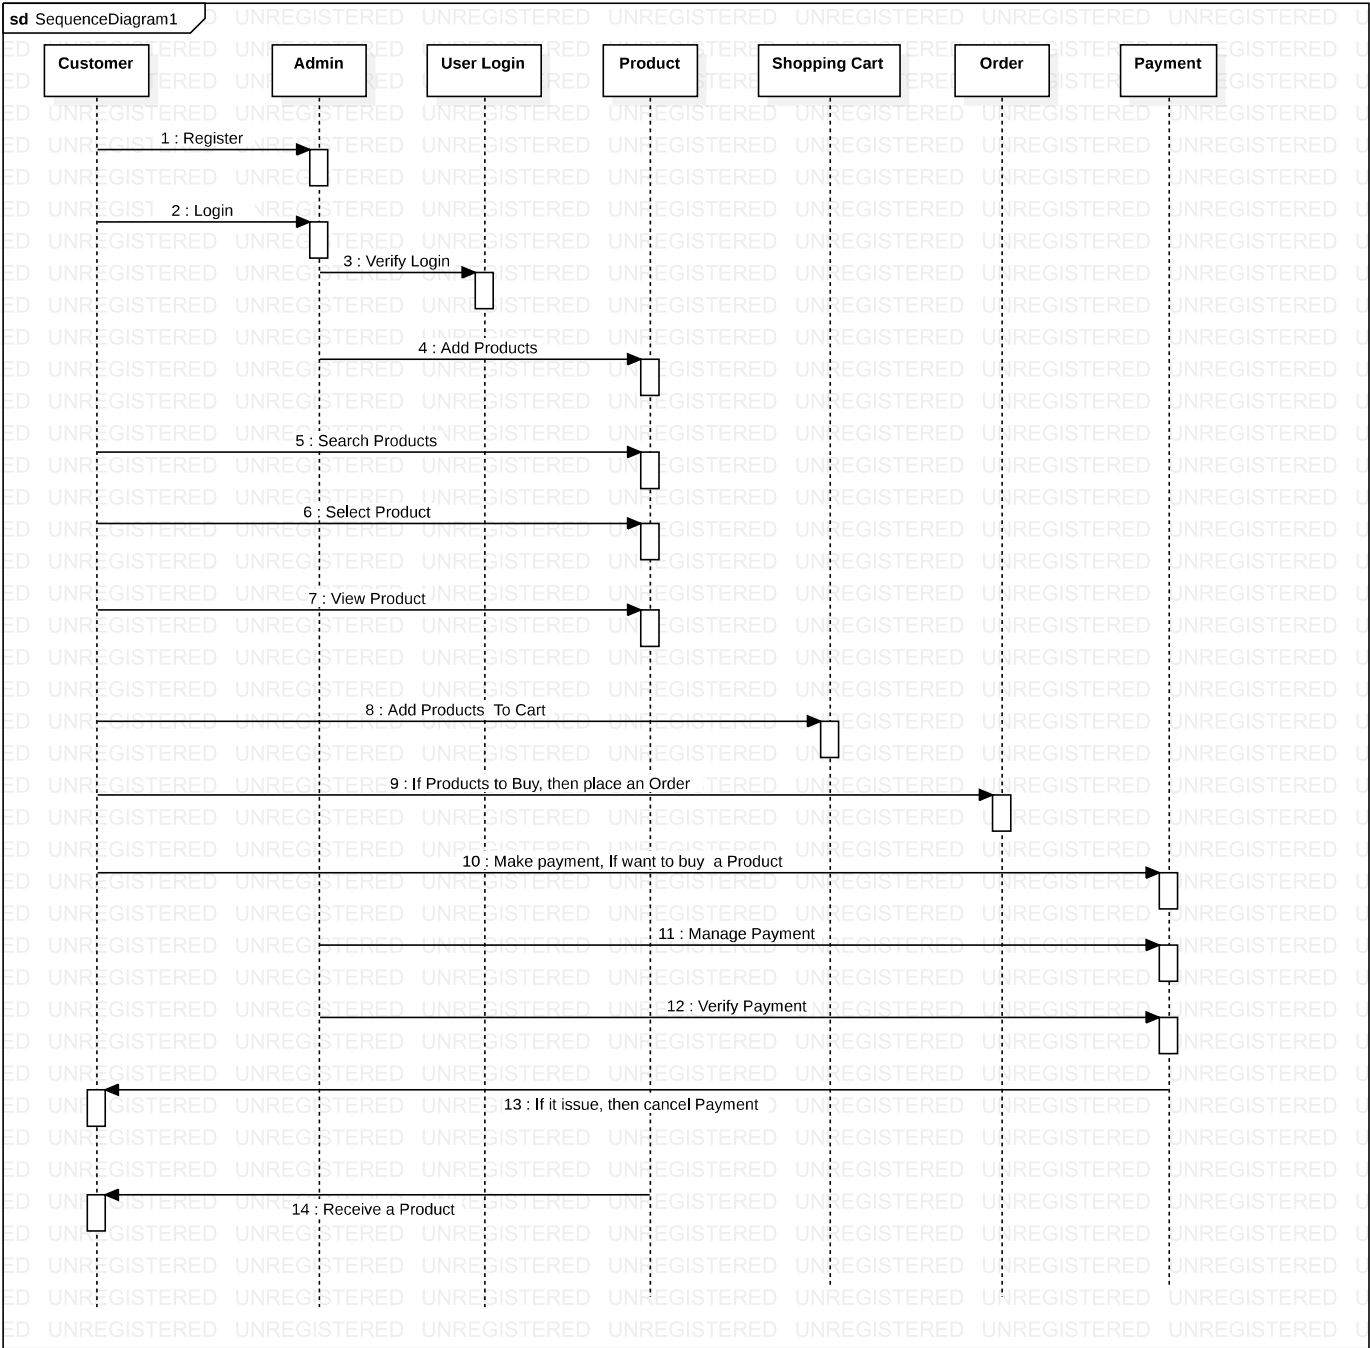 sd SequenceDiagram1
Customer
Admin
User Login
Product
Shopping Cart
Order
Payment
1 : Register
2 : Login
3 : Verify Login
4 : Add Products
5 : Search Products
6 : Select Product
7 : View Product
8 : Add Products  To Cart
9 : If Products to Buy, then place an Order
10 : Make payment, If want to buy  a Product
11 : Manage Payment
12 : Verify Payment
13 : If it issue, then cancel Payment
14 : Receive a Product
UNREGISTERED